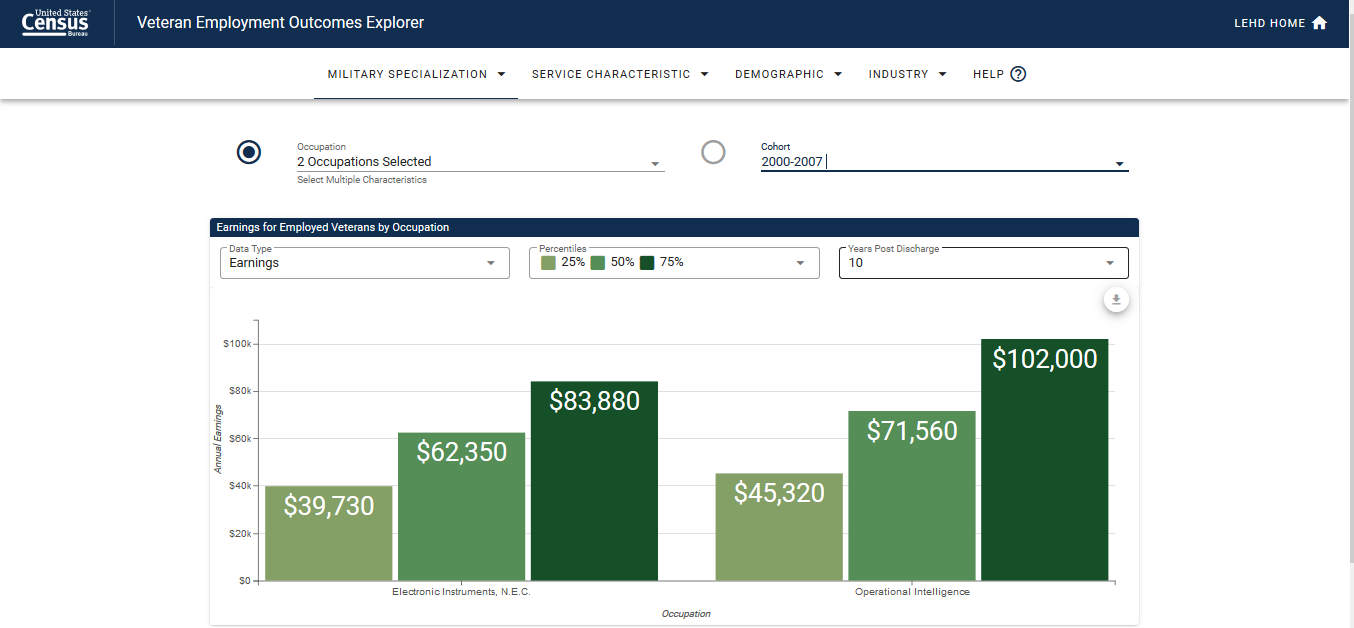 United States®
Census
Bureau
Veteran Employment Outcomes Explorer
LEHD HOME
MILITARY SPECIALIZATION
SERVICE CHARACTERISTIC
DEMOGRAPHIC
INDUSTRY
HELP ?
Occupation
2 Occupations Selected
Select Multiple Characteristics
Cohort
2000-2007
Earnings for Employed Veterans by Occupation
Data Type
Earnings
Percentiles
25% 50% 75%
Years Post Discharge
10
$100k
$80k
$60k
$40k
$20k
$0
Annual Earnings
$39,730
$62,350
$83,880
$45,320
$71,560
$102,000
Electronic Instruments, N.E.C.
Operational Intelligence
Occupation